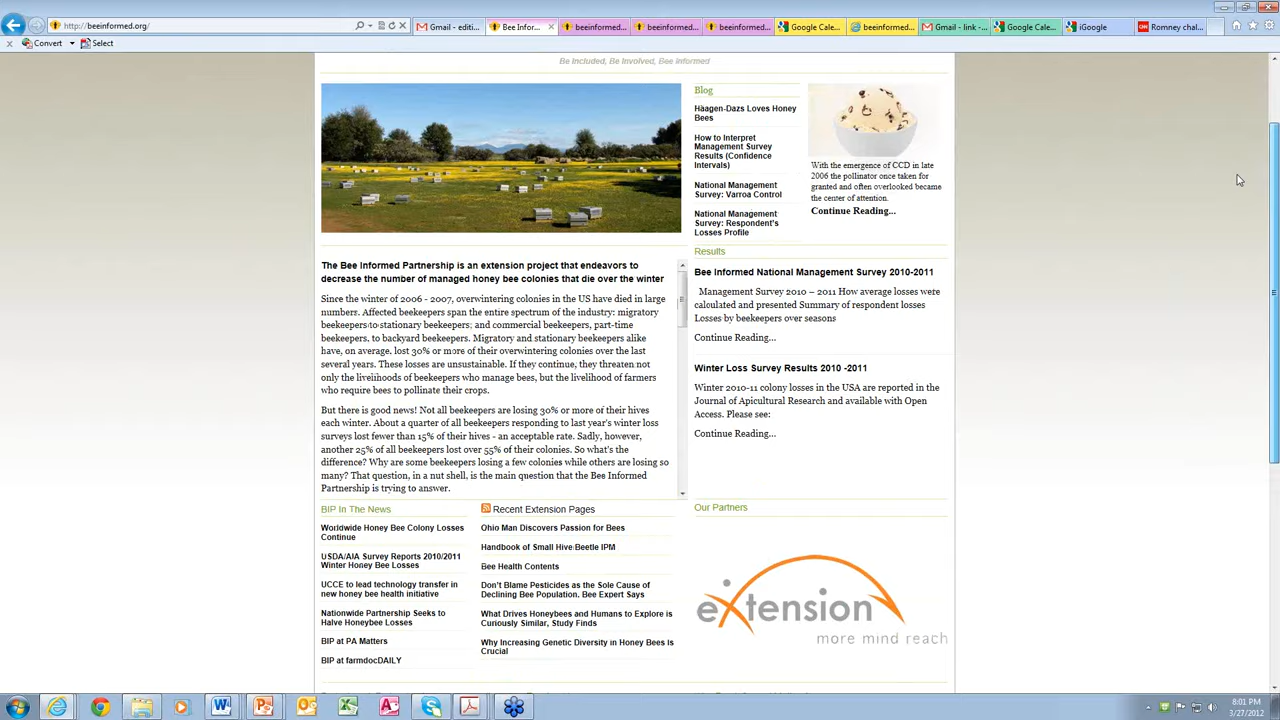 http://beeinformed.org/
Gmail - editi...
Bee Infor...
beeinformed...
beeinformed...
beeinformed...
Google Cale...
beeinformed...
Gmail - link -...
Google Cale...
iGoogle
Romney chal...
Convert
Select
Be Included, Be Involved, Bee Informed
Blog
Häagen-Dazs Loves Honey
Bees
How to Interpret
Management Survey
Results (Confidence
Intervals)
National Management
Survey: Varroa Control
National Management
Survey: Respondent's
Losses Profile
With the emergence of CCD in late
2006 the pollinator once taken for
granted and often overlooked became
the center of attention.
Continue Reading...
The Bee Informed Partnership is an extension project that endeavors to
decrease the number of managed honey bee colonies that die over the winter
Since the winter of 2006 - 2007, overwintering colonies in the US have died in large
numbers. Affected beekeepers span the entire spectrum of the industry: migratory
beekeepers to stationary beekeepers; and commercial beekeepers, part-time
beekeepers. to backyard beekeepers. Migratory and stationary beekeepers alike
have, on average. lost 30% or more of their overwintering colonies over the last
several years. These losses are unsustainable. If they continue, they threaten not
only the livelihoods of beekeepers who manage bees, but the livelihood of farmers
who require bees to pollinate their crops.
But there is good news! Not all beekeepers are losing 30% or more of their hives
each winter. About a quarter of all beekeepers responding to last year's winter loss
surveys lost fewer than 15% of their hives - an acceptable rate. Sadly, however,
another 25% of all beekeepers lost over 55% of their colonies. So what's the
difference? Why are some beekeepers losing a few colonies while others are losing so
many? That question, in a nut shell, is the main question that the Bee Informed
Partnership is trying to answer.
Results
Bee Informed National Management Survey 2010-2011
Management Survey 2010 – 2011 How average losses were
calculated and presented Summary of respondent losses
Losses by beekeepers over seasons
Continue Reading...
Winter Loss Survey Results 2010 -2011
Winter 2010-11 colony losses in the USA are reported in the
Journal of Apicultural Research and available with Open
Access. Please see:
Continue Reading...
BIP In The News
Worldwide Honey Bee Colony Losses
Continue
USDA/AIA Survey Reports 2010/2011
Winter Honey Bee Losses
UCCE to lead technology transfer in
new honey bee health initiative
Nationwide Partnership Seeks to
Halve Honeybee Losses
BIP at PA Matters
BIP at farmdocDAILY
Recent Extension Pages
Ohio Man Discovers Passion for Bees
Handbook of Small Hive Beetle IPM
Bee Health Contents
Don't Blame Pesticides as the Sole Cause of
Declining Bee Population. Bee Expert Says
What Drives Honeybees and Humans to Explore is
Curiously Similar, Study Finds
Why Increasing Genetic Diversity in Honey Bees Is
Crucial
Our Partners
extension
more mind reach
8:01 PM
3/27/2012